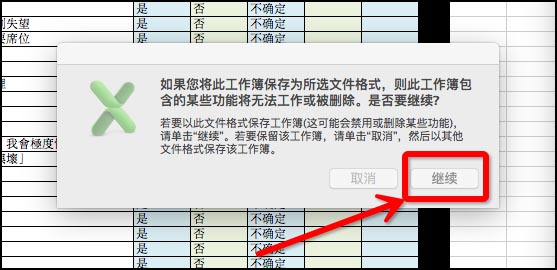 是 否 不确定
到失望 是 否 不确定
要席位 是 否 不确定
如果您将此工作簿保存为所选文件格式，则此工作簿包
含的某些功能将无法工作或被删除。是否要继续？
若要以此文件格式保存工作簿(这可能会禁用或删除某些功能)，
请单击“继续”。若要保留该工作簿，请单击“取消”，然后以其他
文件格式保存该工作簿。
我會極度
壞」
取消 继续
是 否 不确定
是 否 不确定
是 否 不确定
是 否 不确定